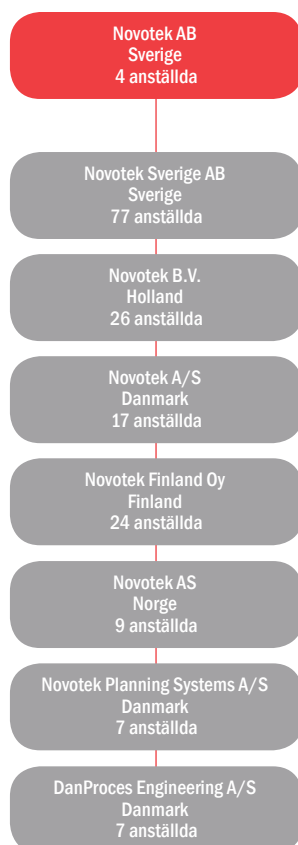 Novotek AB
Sverige
4 anställda
Novotek Sverige AB
Sverige
77 anställda
Novotek B.V.
Holland
26 anställda
Novotek A/S
Danmark
17 anställda
Novotek Finland Oy
Finland
24 anställda
Novotek AS
Norge
9 anställda
Novotek Planning Systems A/S
Danmark
7 anställda
DanProces Engineering A/S
Danmark
7 anställda